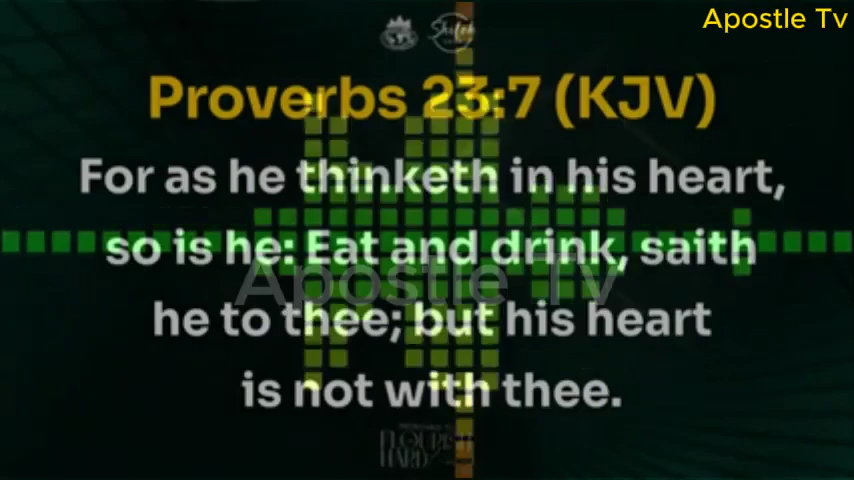 Apostle Tv
Shiloh
Proverbs 23:7 (KJV)
For as he thinketh in his heart,
so is he: Eat and drink, saith
Apostle Tv
he to thee; but his heart
is not with thee.